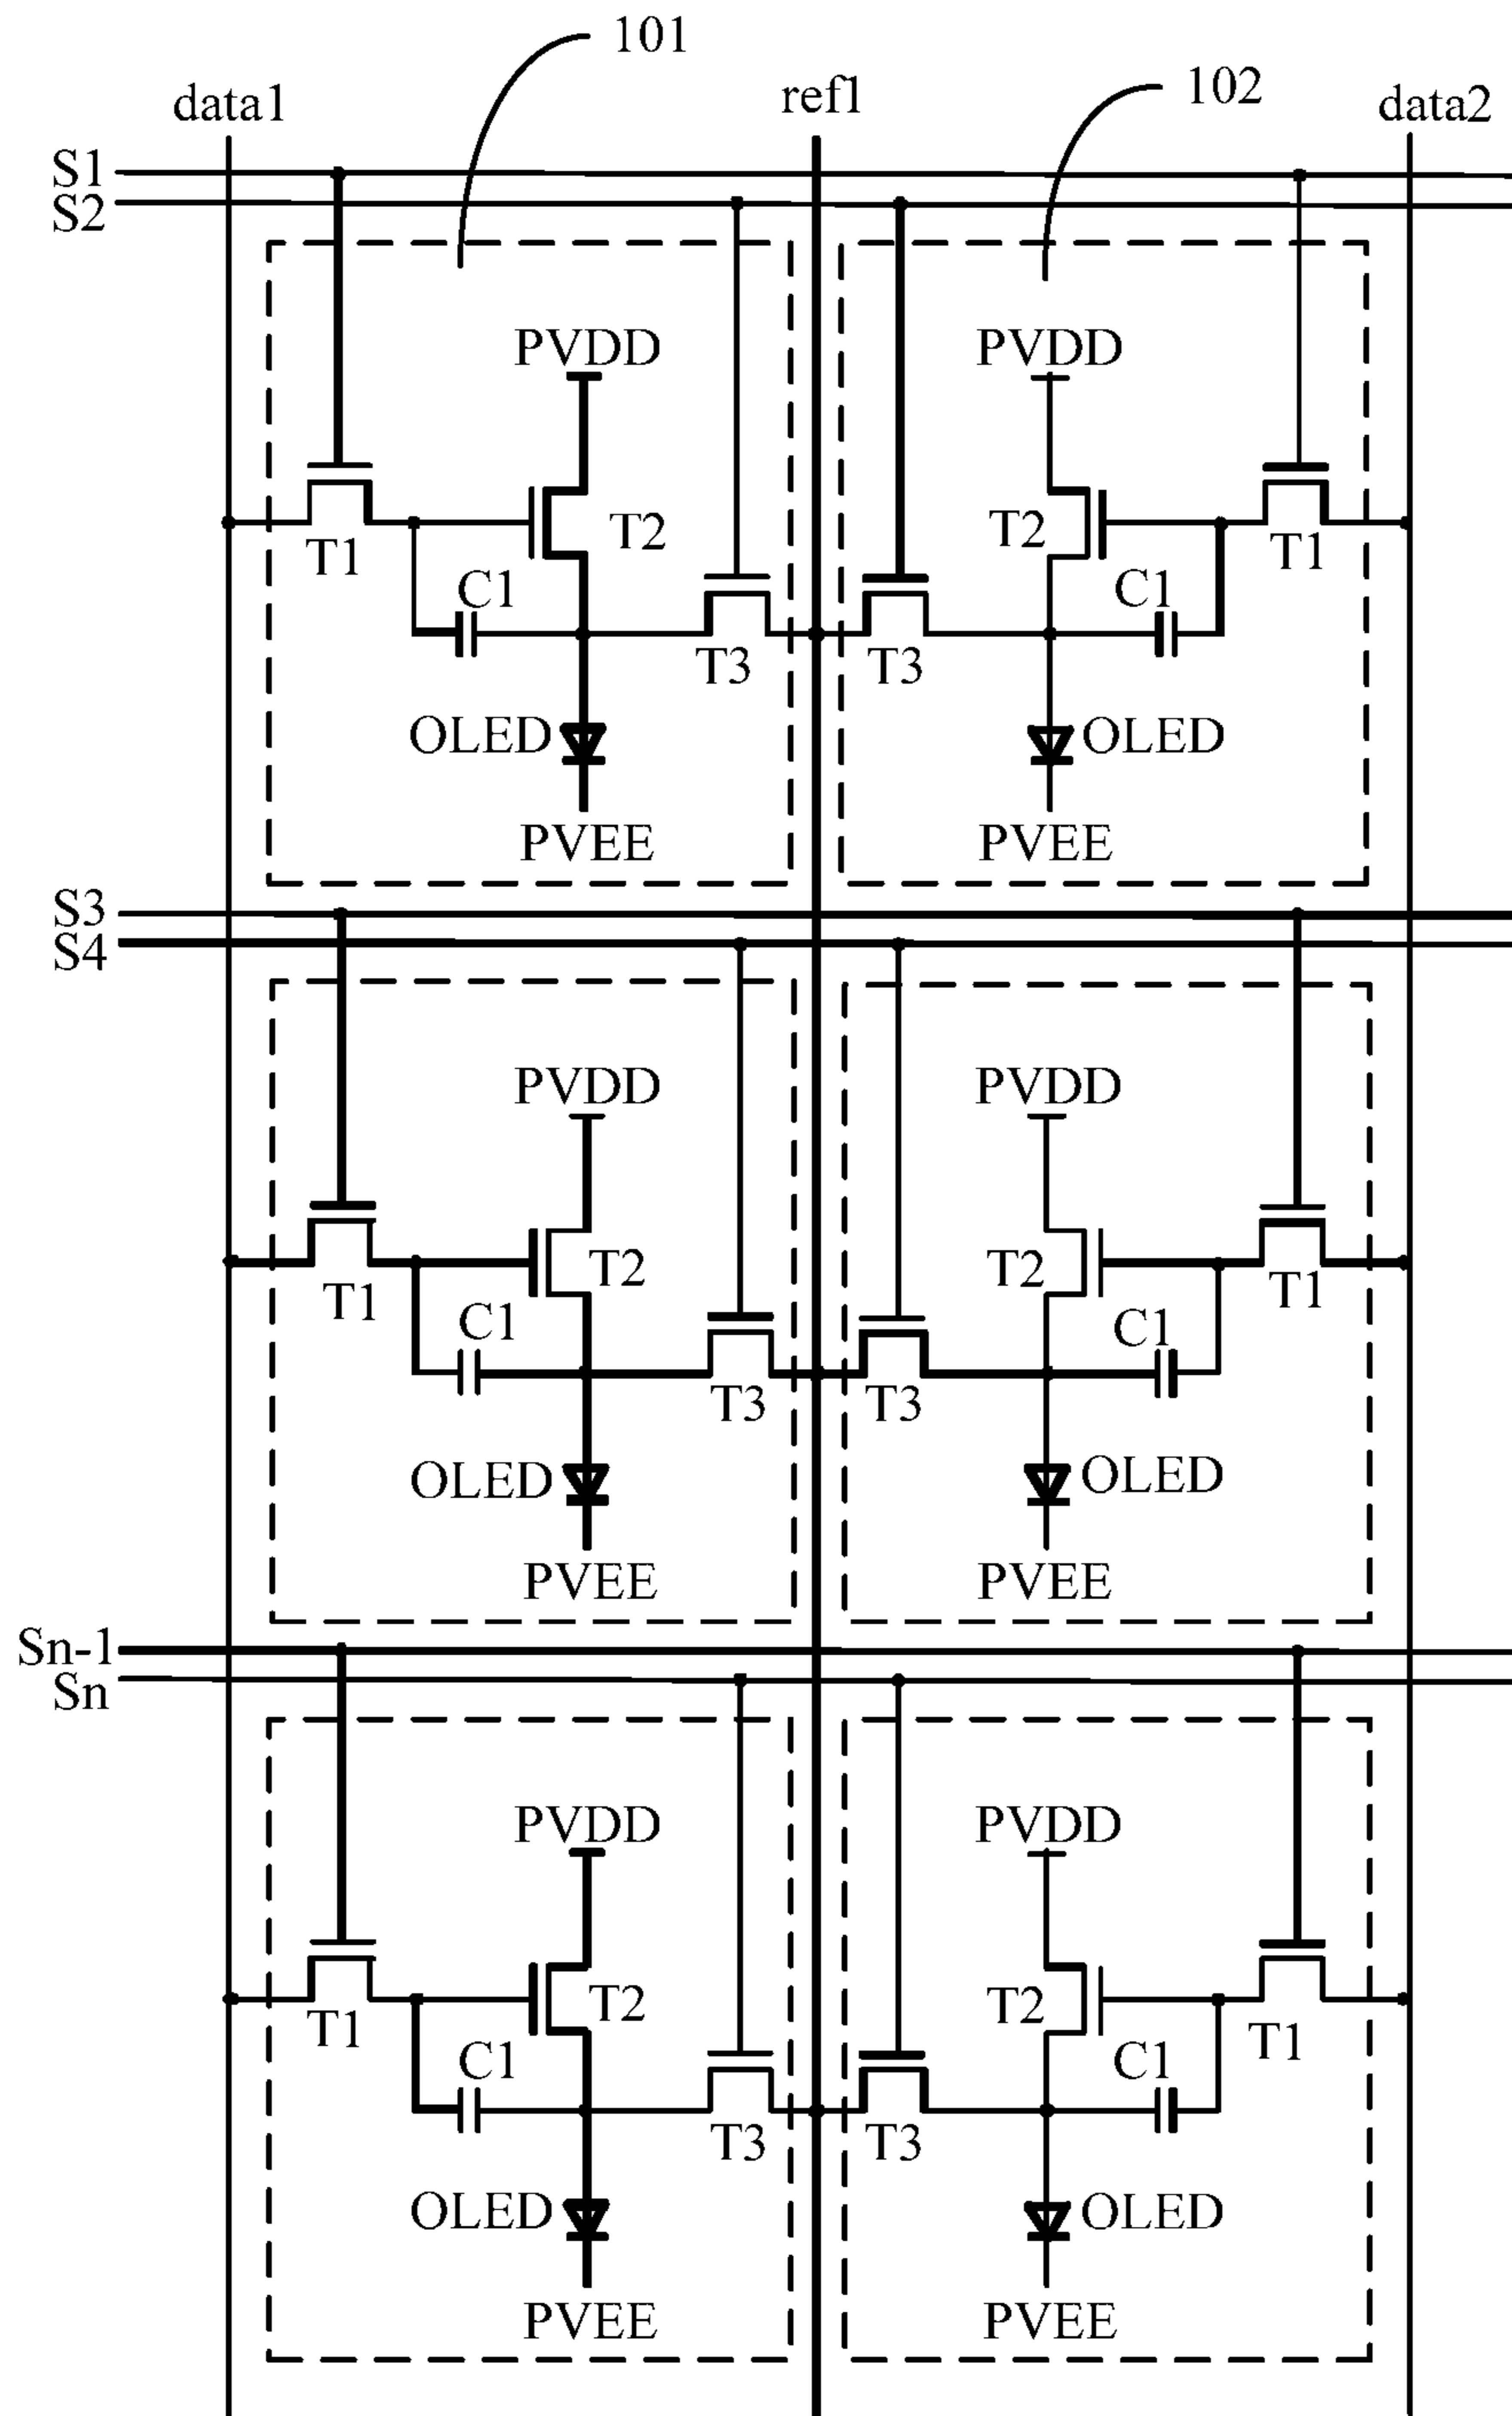 101
102
data1
ref1
data2
S1
S2
PVDD
PVDD
T1
T2
T2
T1
C1
C1
T3
T3
OLED
OLED
PVEE
PVEE
S3
S4
PVDD
PVDD
T1
T2
T2
T1
C1
C1
T3
T3
OLED
OLED
PVEE
PVEE
Sn-1
Sn
PVDD
PVDD
T1
T2
T2
T1
C1
C1
T3
T3
OLED
OLED
PVEE
PVEE